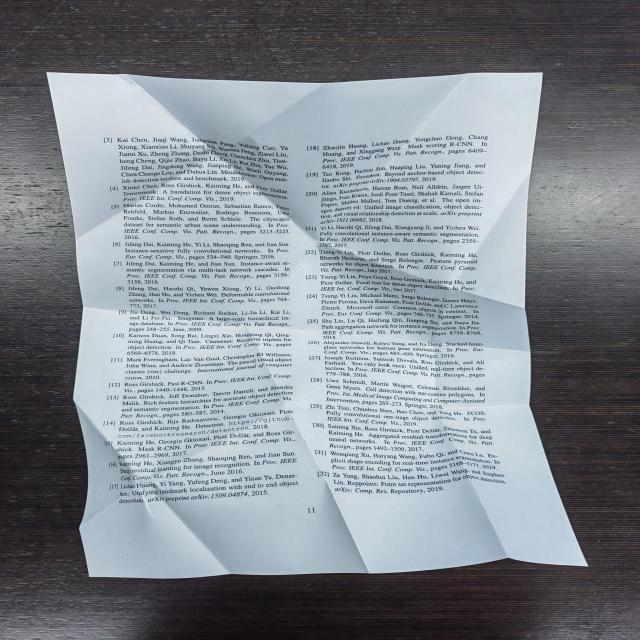 [3] Kai Chen, Jiaqi Wang, Jiangmiao Pang, Yuhang Cao, Yu
Xiong, Xiaoxiao Li, Shuyang Sun, Wansen Feng, Ziwei Liu,
Jiarui Xu, Zheng Zhang, Dazhi Cheng, Chenchen Zhu, Tian-
heng Cheng, Qijie Zhao, Buyu Li, Xin Lu, Rui Zhu, Yue Wu,
Jifeng Dai, Jingdong Wang, Jianping Shi, Wanli Ouyang,
Chen Change Loy, and Dahua Lin. Mmdetection: Open mm-
lab detection toolbox and benchmark, 2019.
[4] Xinlei Chen, Ross Girshick, Kaiming He, and Piotr Dollár.
Tensormask: A foundation for dense object segmentation. In
Proc. IEEE Int. Conf. Comp. Vis., 2019.
[5] Marius Cordts, Mohamed Omran, Sebastian Ramos, Timo
Rehfeld, Markus Enzweiler, Rodrigo Benenson, Uwe
Franke, Stefan Roth, and Bernt Schiele. The cityscapes
dataset for semantic urban scene understanding. In Proc.
IEEE Conf. Comp. Vis. Patt. Recogn., pages 3213–3223,
2016.
[6] Jifeng Dai, Kaiming He, Yi Li, Shaoqing Ren, and Jian Sun.
Instance-sensitive fully convolutional networks. In Proc.
Eur. Conf. Comp. Vis., pages 534–549. Springer, 2016.
[7] Jifeng Dai, Kaiming He, and Jian Sun. Instance-aware se-
mantic segmentation via multi-task network cascades. In
Proc. IEEE Conf. Comp. Vis. Patt. Recogn., pages 3150–
3158, 2016.
[8] Jifeng Dai, Haozhi Qi, Yuwen Xiong, Yi Li, Guodong
Zhang, Han Hu, and Yichen Wei. Deformable convolutional
networks. In Proc. IEEE Int. Conf. Comp. Vis., pages 764–
773, 2017.
[9] Jia Deng, Wei Dong, Richard Socher, Li-Jia Li, Kai Li,
and Li Fei-Fei. Imagenet: A large-scale hierarchical im-
age database. In Proc. IEEE Conf. Comp. Vis. Patt. Recogn.,
pages 248–255. Ieee, 2009.
[10] Kaiwen Duan, Song Bai, Lingxi Xie, Honggang Qi, Qing-
ming Huang, and Qi Tian. Centernet: Keypoint triplets for
object detection. In Proc. IEEE Int. Conf. Comp. Vis., pages
6569–6578, 2019.
[11] Mark Everingham, Luc Van Gool, Christopher KI Williams,
John Winn, and Andrew Zisserman. The pascal visual object
classes (voc) challenge. International journal of computer
vision, 2010.
[12] Ross Girshick. Fast R-CNN. In Proc. IEEE Int. Conf. Comp.
Vis., pages 1440–1448, 2015.
[13] Ross Girshick, Jeff Donahue, Trevor Darrell, and Jitendra
Malik. Rich feature hierarchies for accurate object detection
and semantic segmentation. In Proc. IEEE Conf. Comp. Vis.
Patt. Recogn., pages 580–587, 2014.
[14] Ross Girshick, Ilija Radosavovic, Georgia Gkioxari, Piotr
Dollár, and Kaiming He. Detectron. https://github.
com/facebookresearch/detectron, 2018.
[15] Kaiming He, Georgia Gkioxari, Piotr Dollár, and Ross Gir-
shick. Mask R-CNN. In Proc. IEEE Int. Conf. Comp. Vis.,
pages 2961–2969, 2017.
[16] Kaiming He, Xiangyu Zhang, Shaoqing Ren, and Jian Sun.
Deep residual learning for image recognition. In Proc. IEEE
Conf. Comp. Vis. Patt. Recogn., June 2016.
[17] Lichao Huang, Yi Yang, Yafeng Deng, and Yinan Yu. Dense-
box: Unifying landmark localization with end to end object
detection. arXiv preprint arXiv:1509.04874, 2015.
[18] Zhaojin Huang, Lichao Huang, Yongchao Gong, Chang
Huang, and Xinggang Wang. Mask scoring R-CNN. In
Proc. IEEE Conf. Comp. Vis. Patt. Recogn., pages 6409–
6418, 2019.
[19] Tao Kong, Fuchun Sun, Huaping Liu, Yuning Jiang, and
Jianbo Shi. Foveabox: Beyond anchor-based object detec-
tor. arXiv preprint arXiv:1904.03797, 2019.
[20] Alina Kuznetsova, Hassan Rom, Neil Alldrin, Jasper Ui-
jlings, Ivan Krasin, Jordi Pont-Tuset, Shahab Kamali, Stefan
Popov, Matteo Malloci, Tom Duerig, et al. The open im-
ages dataset v4: Unified image classification, object detec-
tion, and visual relationship detection at scale. arXiv preprint
arXiv:1811.00982, 2018.
[21] Yi Li, Haozhi Qi, Jifeng Dai, Xiangyang Ji, and Yichen Wei.
Fully convolutional instance-aware semantic segmentation.
In Proc. IEEE Conf. Comp. Vis. Patt. Recogn., pages 2359–
2367, 2017.
[22] Tsung-Yi Lin, Piotr Dollár, Ross Girshick, Kaiming He,
Bharath Hariharan, and Serge Belongie. Feature pyramid
networks for object detection. In Proc. IEEE Conf. Comp.
Vis. Patt. Recogn., July 2017.
[23] Tsung-Yi Lin, Priya Goyal, Ross Girshick, Kaiming He, and
Piotr Dollár. Focal loss for dense object detection. In Proc.
IEEE Int. Conf. Comp. Vis., Oct 2017.
[24] Tsung-Yi Lin, Michael Maire, Serge Belongie, James Hays,
Pietro Perona, Deva Ramanan, Piotr Dollár, and C Lawrence
Zitnick. Microsoft coco: Common objects in context. In
Proc. Eur. Conf. Comp. Vis., pages 740–755. Springer, 2014.
[25] Shu Liu, Lu Qi, Haifang Qin, Jianping Shi, and Jiaya Jia.
Path aggregation network for instance segmentation. In Proc.
IEEE Conf. Comp. Vis. Patt. Recogn., pages 8759–8768,
2018.
[26] Alejandro Newell, Kaiyu Yang, and Jia Deng. Stacked hour-
glass networks for human pose estimation. In Proc. Eur.
Conf. Comp. Vis., pages 483–499. Springer, 2016.
[27] Joseph Redmon, Santosh Divvala, Ross Girshick, and Ali
Farhadi. You only look once: Unified, real-time object de-
tection. In Proc. IEEE Conf. Comp. Vis. Patt. Recogn., pages
779–788, 2016.
[28] Uwe Schmidt, Martin Weigert, Coleman Broaddus, and
Gene Myers. Cell detection with star-convex polygons. In
Proc. Int. Medical Image Computing and Computer-Assisted
Intervention, pages 265–273. Springer, 2018.
[29] Zhi Tian, Chunhua Shen, Hao Chen, and Tong He. FCOS:
Fully convolutional one-stage object detection. In Proc.
IEEE Int. Conf. Comp. Vis., 2019.
[30] Saining Xie, Ross Girshick, Piotr Dollár, Zhuowen Tu, and
Kaiming He. Aggregated residual transformations for deep
neural networks. In Proc. IEEE Conf. Comp. Vis. Patt.
Recogn., pages 1492–1500, 2017.
[31] Wenqiang Xu, Haiyang Wang, Fubo Qi, and Cewu Lu. Ex-
plicit shape encoding for real-time instance segmentation. In
Proc. IEEE Int. Conf. Comp. Vis., pages 5168–5177, 2019.
[32] Ze Yang, Shaohui Liu, Han Hu, Liwei Wang, and Stephen
Lin. Reppoints: Point set representation for object detection.
arXiv: Comp. Res. Repository, 2019.
11